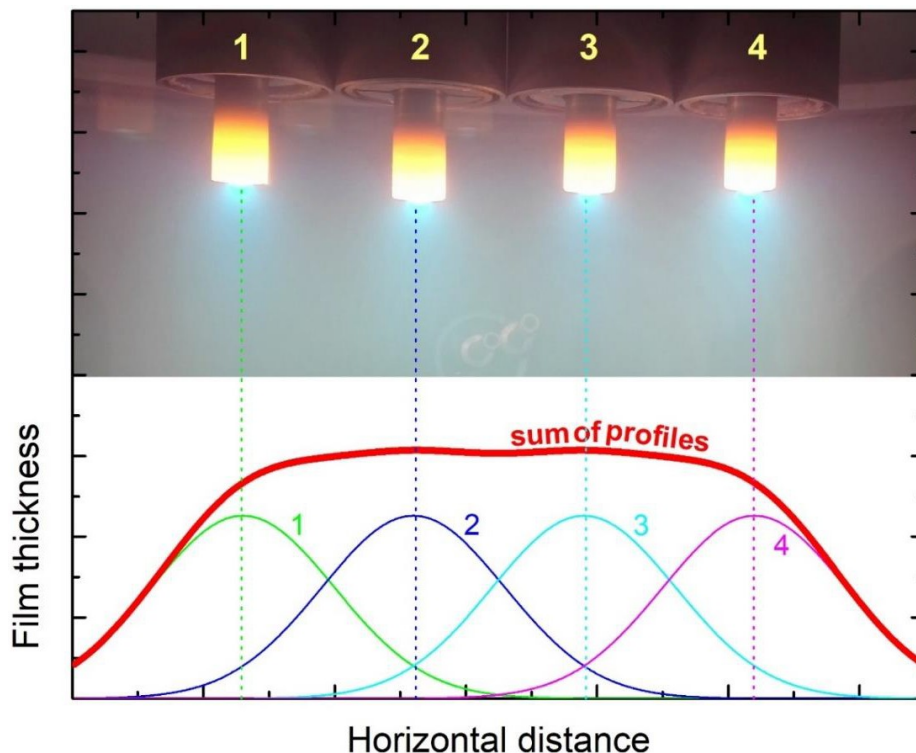 1 2 3 4
sum of profiles
1 2 3 4
Film thickness
Horizontal distance